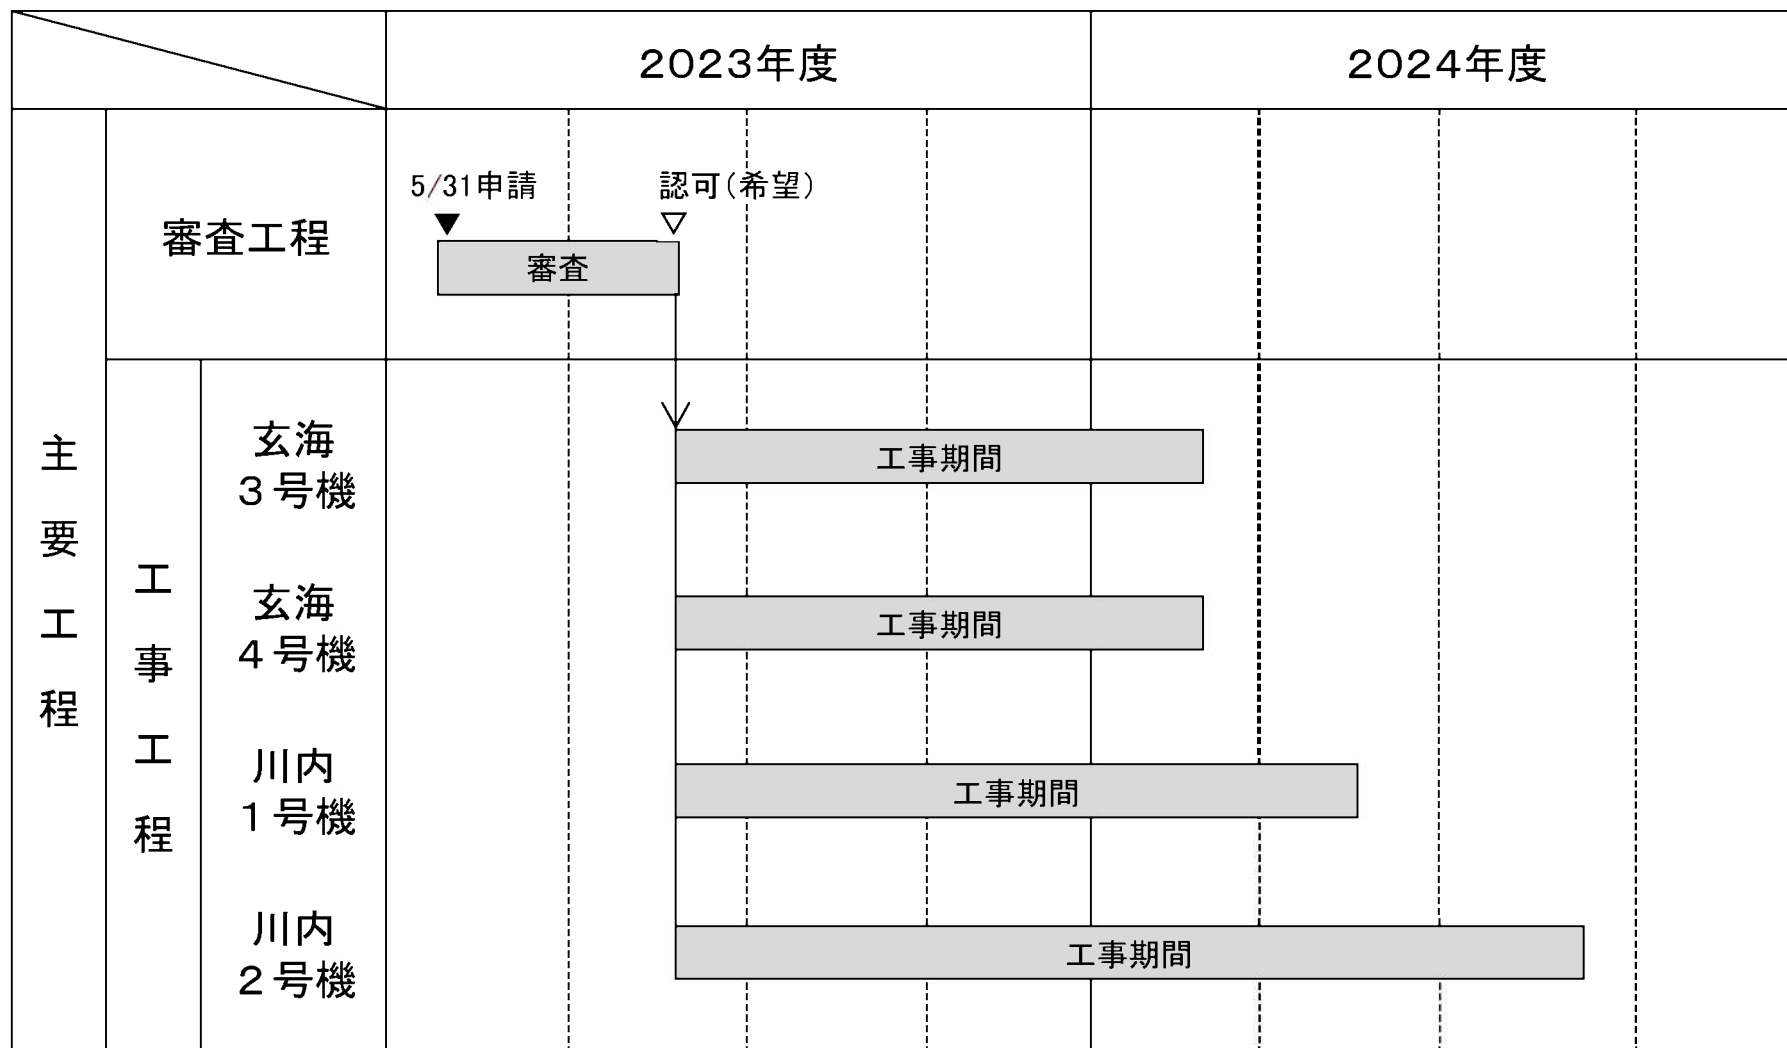 2023年度
2024年度
主要工程
審査工程
5/31申請
認可(希望)
審査
工事工程
玄海
3号機
工事期間
玄海
4号機
工事期間
川内
1号機
工事期間
川内
2号機
工事期間